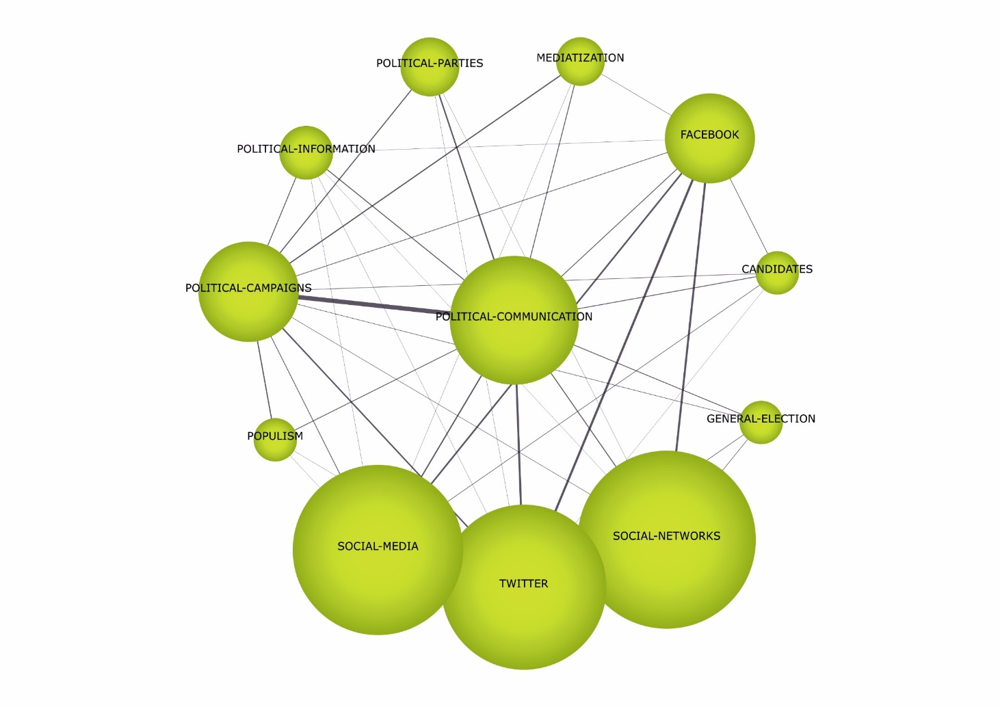 MEDIATIZATION
POLITICAL-PARTIES
FACEBOOK
POLITICAL-INFORMATION
CANDIDATES
POLITICAL-CAMPAIGNS
POLITICAL-COMMUNICATION
GENERAL-ELECTION
POPULISM
SOCIAL-NETWORKS
SOCIAL-MEDIA
TWITTER